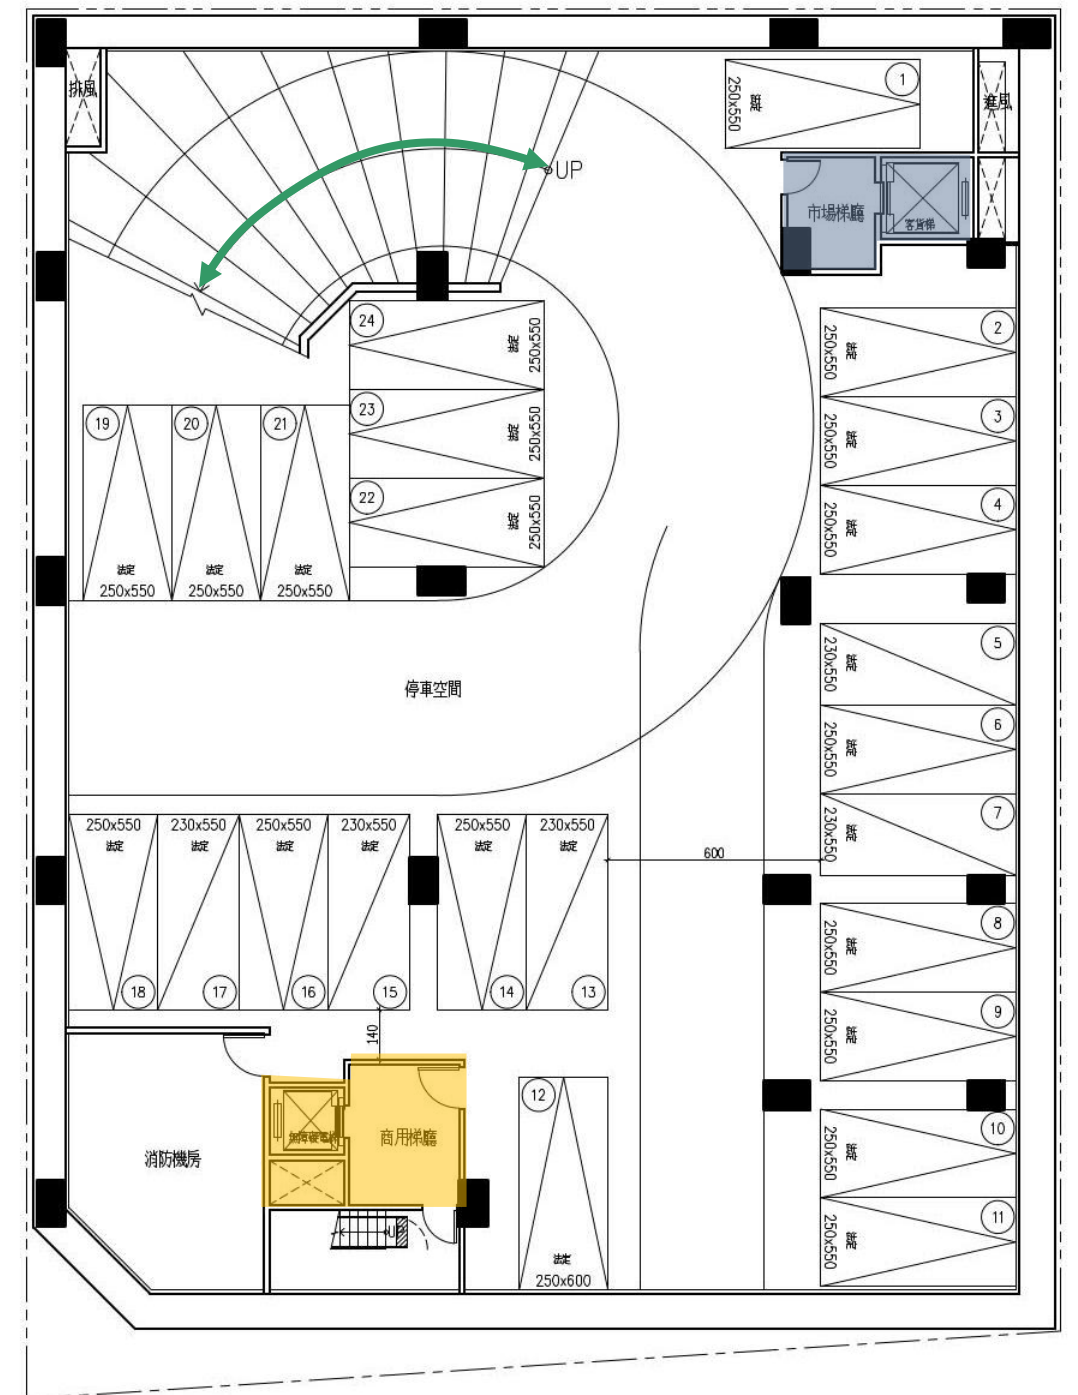 排風
1
250x550
法定
進風
UP
市場梯廳
客貨梯
24
法定
250x550
2
250x550
法定
23
法定
250x550
3
250x550
法定
19
20
21
22
法定
250x550
4
250x550
法定
法定
250x550
法定
250x550
法定
250x550
5
230x550
法定
停車空間
6
250x550
法定
7
230x550
法定
250x550
法定
230x550
法定
250x550
法定
230x550
法定
250x550
法定
230x550
法定
600
18
17
16
15
14
13
8
250x550
法定
9
250x550
法定
140
12
商用梯廳
消防機房
10
250x550
法定
UP
法定
250x600
11
250x550
法定